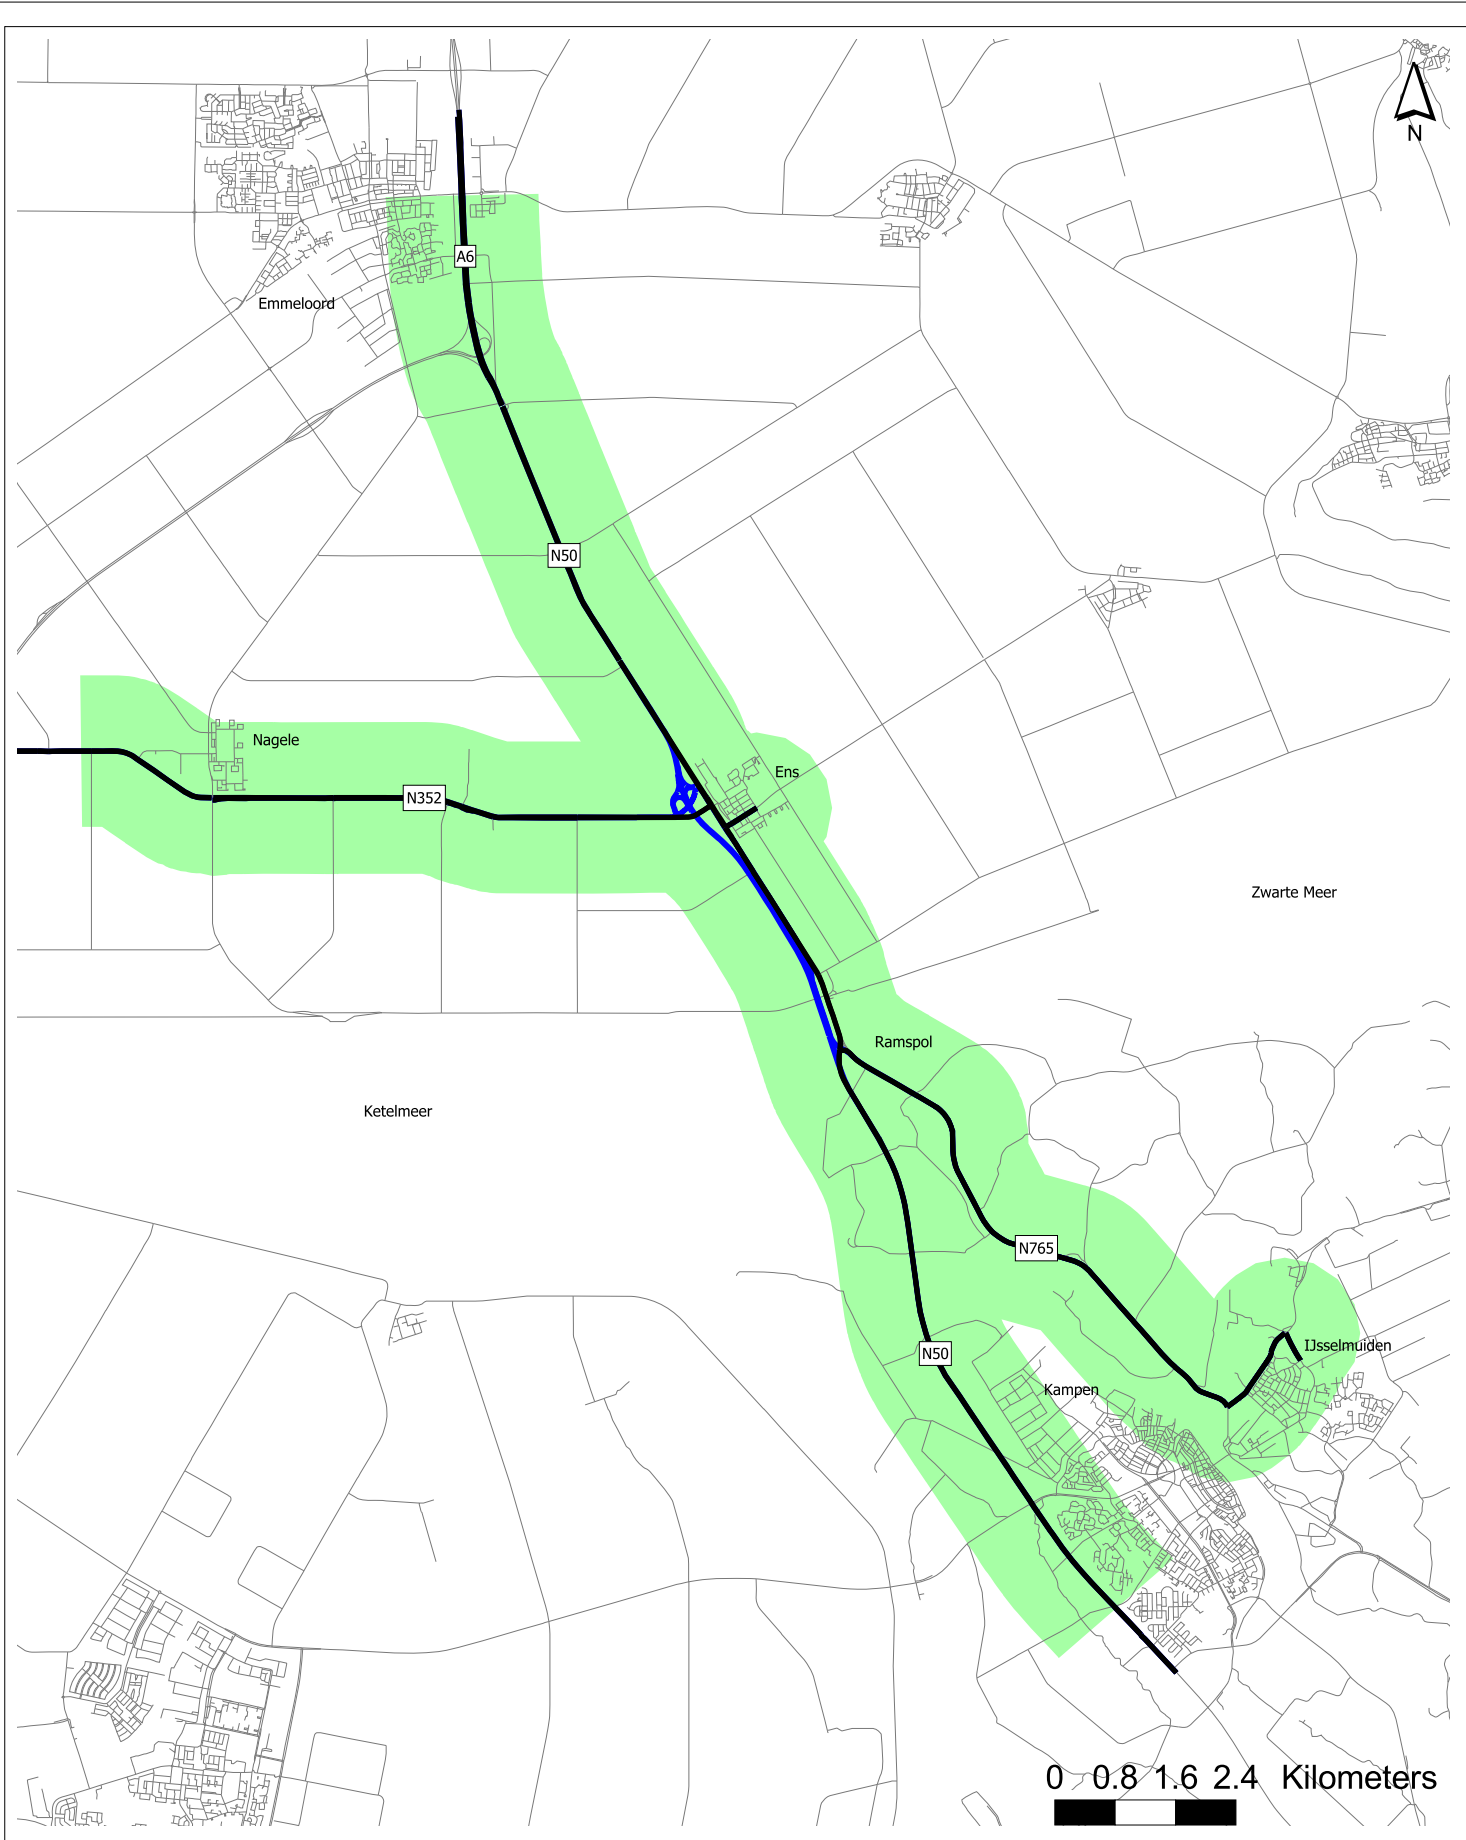 N
A6
Emmeloord
N50
Nagele
Ens
N352
Zwarte Meer
Ramspol
Ketelmeer
N765
IJsselmuiden
N50
Kampen
0 0.8 1.6 2.4 Kilometers